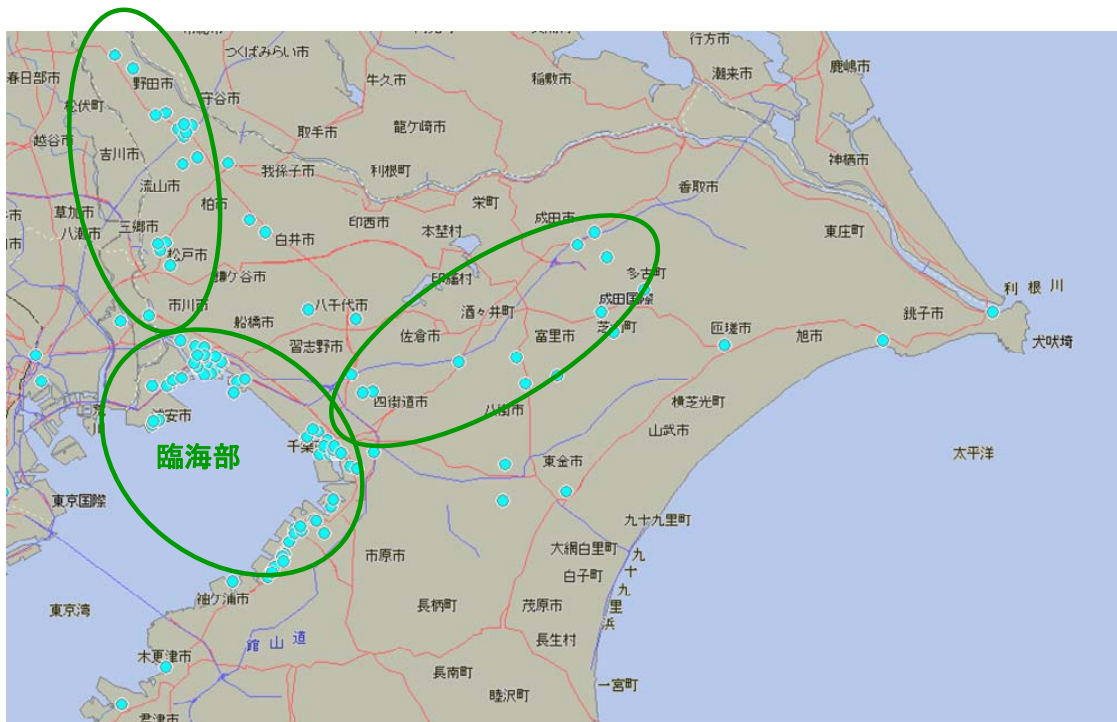 行方市
つくばみらい市
春日部市
野田市
牛久市
稲敷市
潮来市
鹿嶋市
松伏町
守谷市
取手市
龍ケ崎市
越谷市
吉川市
神栖市
我孫子市
利根町
流山市
香取市
柏市
栄町
成田市
草加市
印西市
三郷市
八潮市
本埜村
東庄町
白井市
松戸市
鎌ケ谷市
印旛村
多古町
市川市
八千代市
成田国際
利根川
酒々井町
銚子市
船橋市
佐倉市
富里市
芝山町
匝瑳市
旭市
犬吠埼
習志野市
四街道市
横芝光町
浦安市
八街市
山武市
千葉市
臨海部
東金市
太平洋
東京国際
九十九里町
市原市
大網白里町
白子町
九十九里浜
袖ケ浦市
長柄町
茂原市
東京湾
館山道
長生村
木更津市
長南町
一宮町
睦沢町
君津市